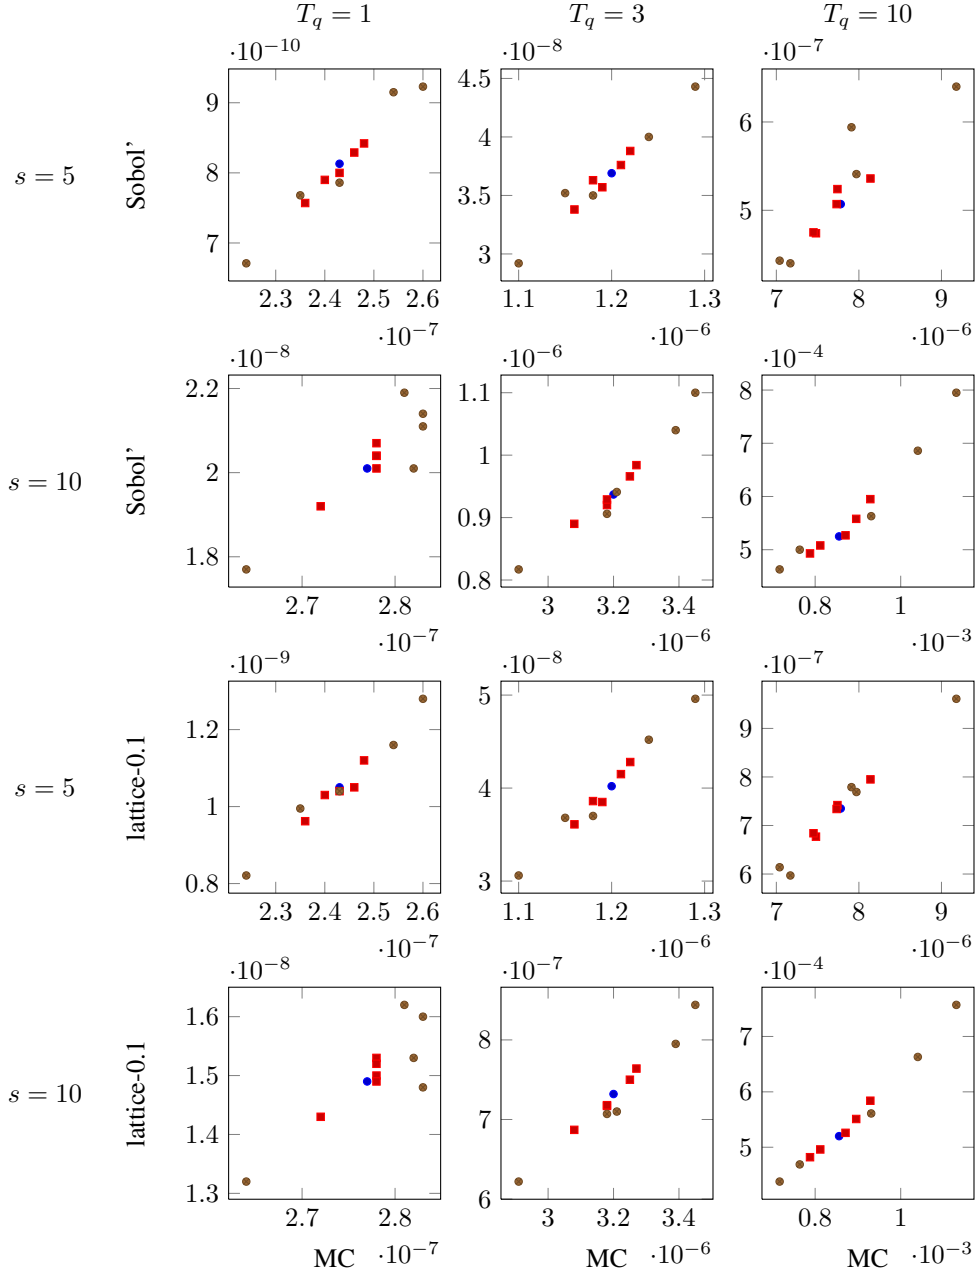 T_q = 1 T_q = 3 T_q = 10
·10^−10 ·10^−8 ·10^−7
s = 5 Sobol’
9 8 7
2.3 2.4 2.5 2.6
4.5 4 3.5 3
1.1 1.2 1.3
6 5
7 8 9
·10^−7 ·10^−6 ·10^−6
·10^−8 ·10^−6 ·10^−4
s = 10 Sobol’
2.2 2 1.8
2.7 2.8
1.1 1 0.9 0.8
3 3.2 3.4
8 7 6 5
0.8 1
·10^−7 ·10^−6 ·10^−3
·10^−9 ·10^−8 ·10^−7
s = 5 lattice-0.1
1.2 1 0.8
2.3 2.4 2.5 2.6
5 4 3
1.1 1.2 1.3
9 8 7 6
7 8 9
·10^−7 ·10^−6 ·10^−6
·10^−8 ·10^−7 ·10^−4
s = 10 lattice-0.1
1.6 1.5 1.4 1.3
2.7 2.8
8 7 6
3 3.2 3.4
7 6 5
0.8 1
MC ·10^−7 MC ·10^−6 MC ·10^−3